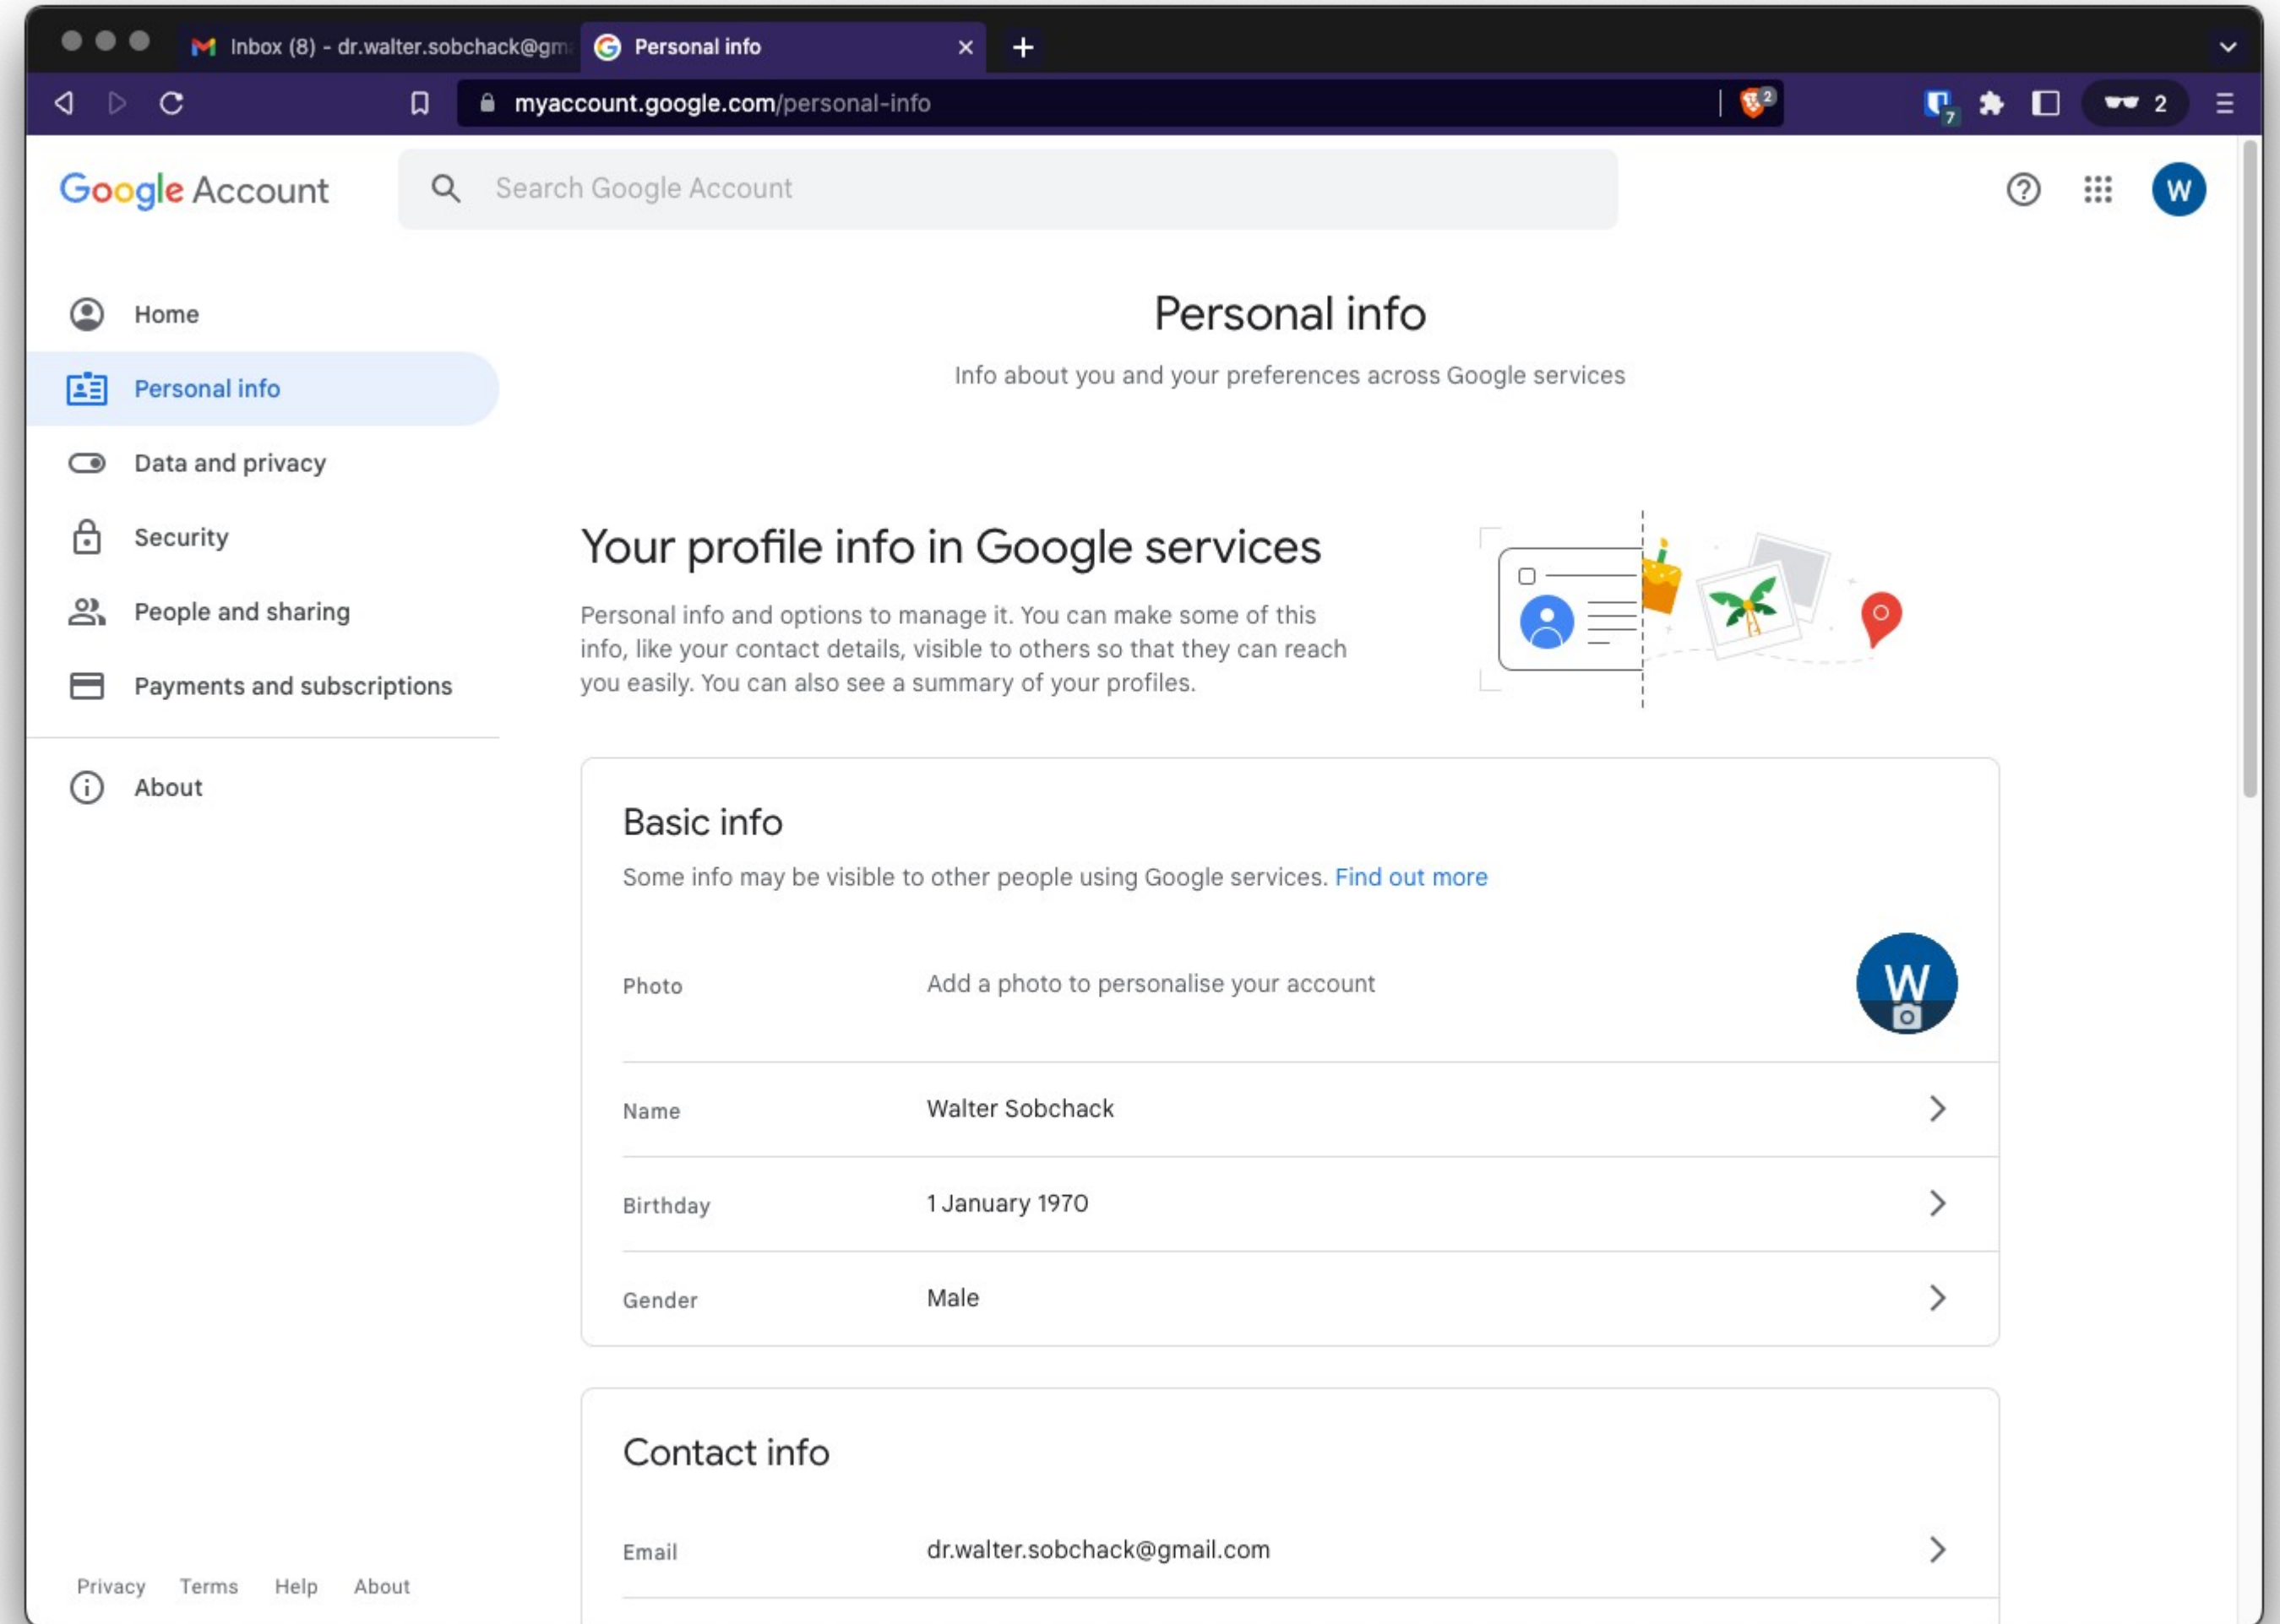 Inbox (8) - dr.walter.sobchack@gm
Personal info
myaccount.google.com/personal-info
2
7
2
Google Account
Search Google Account
W
Home
Personal info
Data and privacy
Security
People and sharing
Payments and subscriptions
About
Personal info
Info about you and your preferences across Google services
Your profile info in Google services
Personal info and options to manage it. You can make some of this
info, like your contact details, visible to others so that they can reach
you easily. You can also see a summary of your profiles.
Basic info
Some info may be visible to other people using Google services. Find out more
Photo Add a photo to personalise your account W
Name Walter Sobchack
Birthday 1 January 1970
Gender Male
Contact info
Email dr.walter.sobchack@gmail.com
Privacy Terms Help About